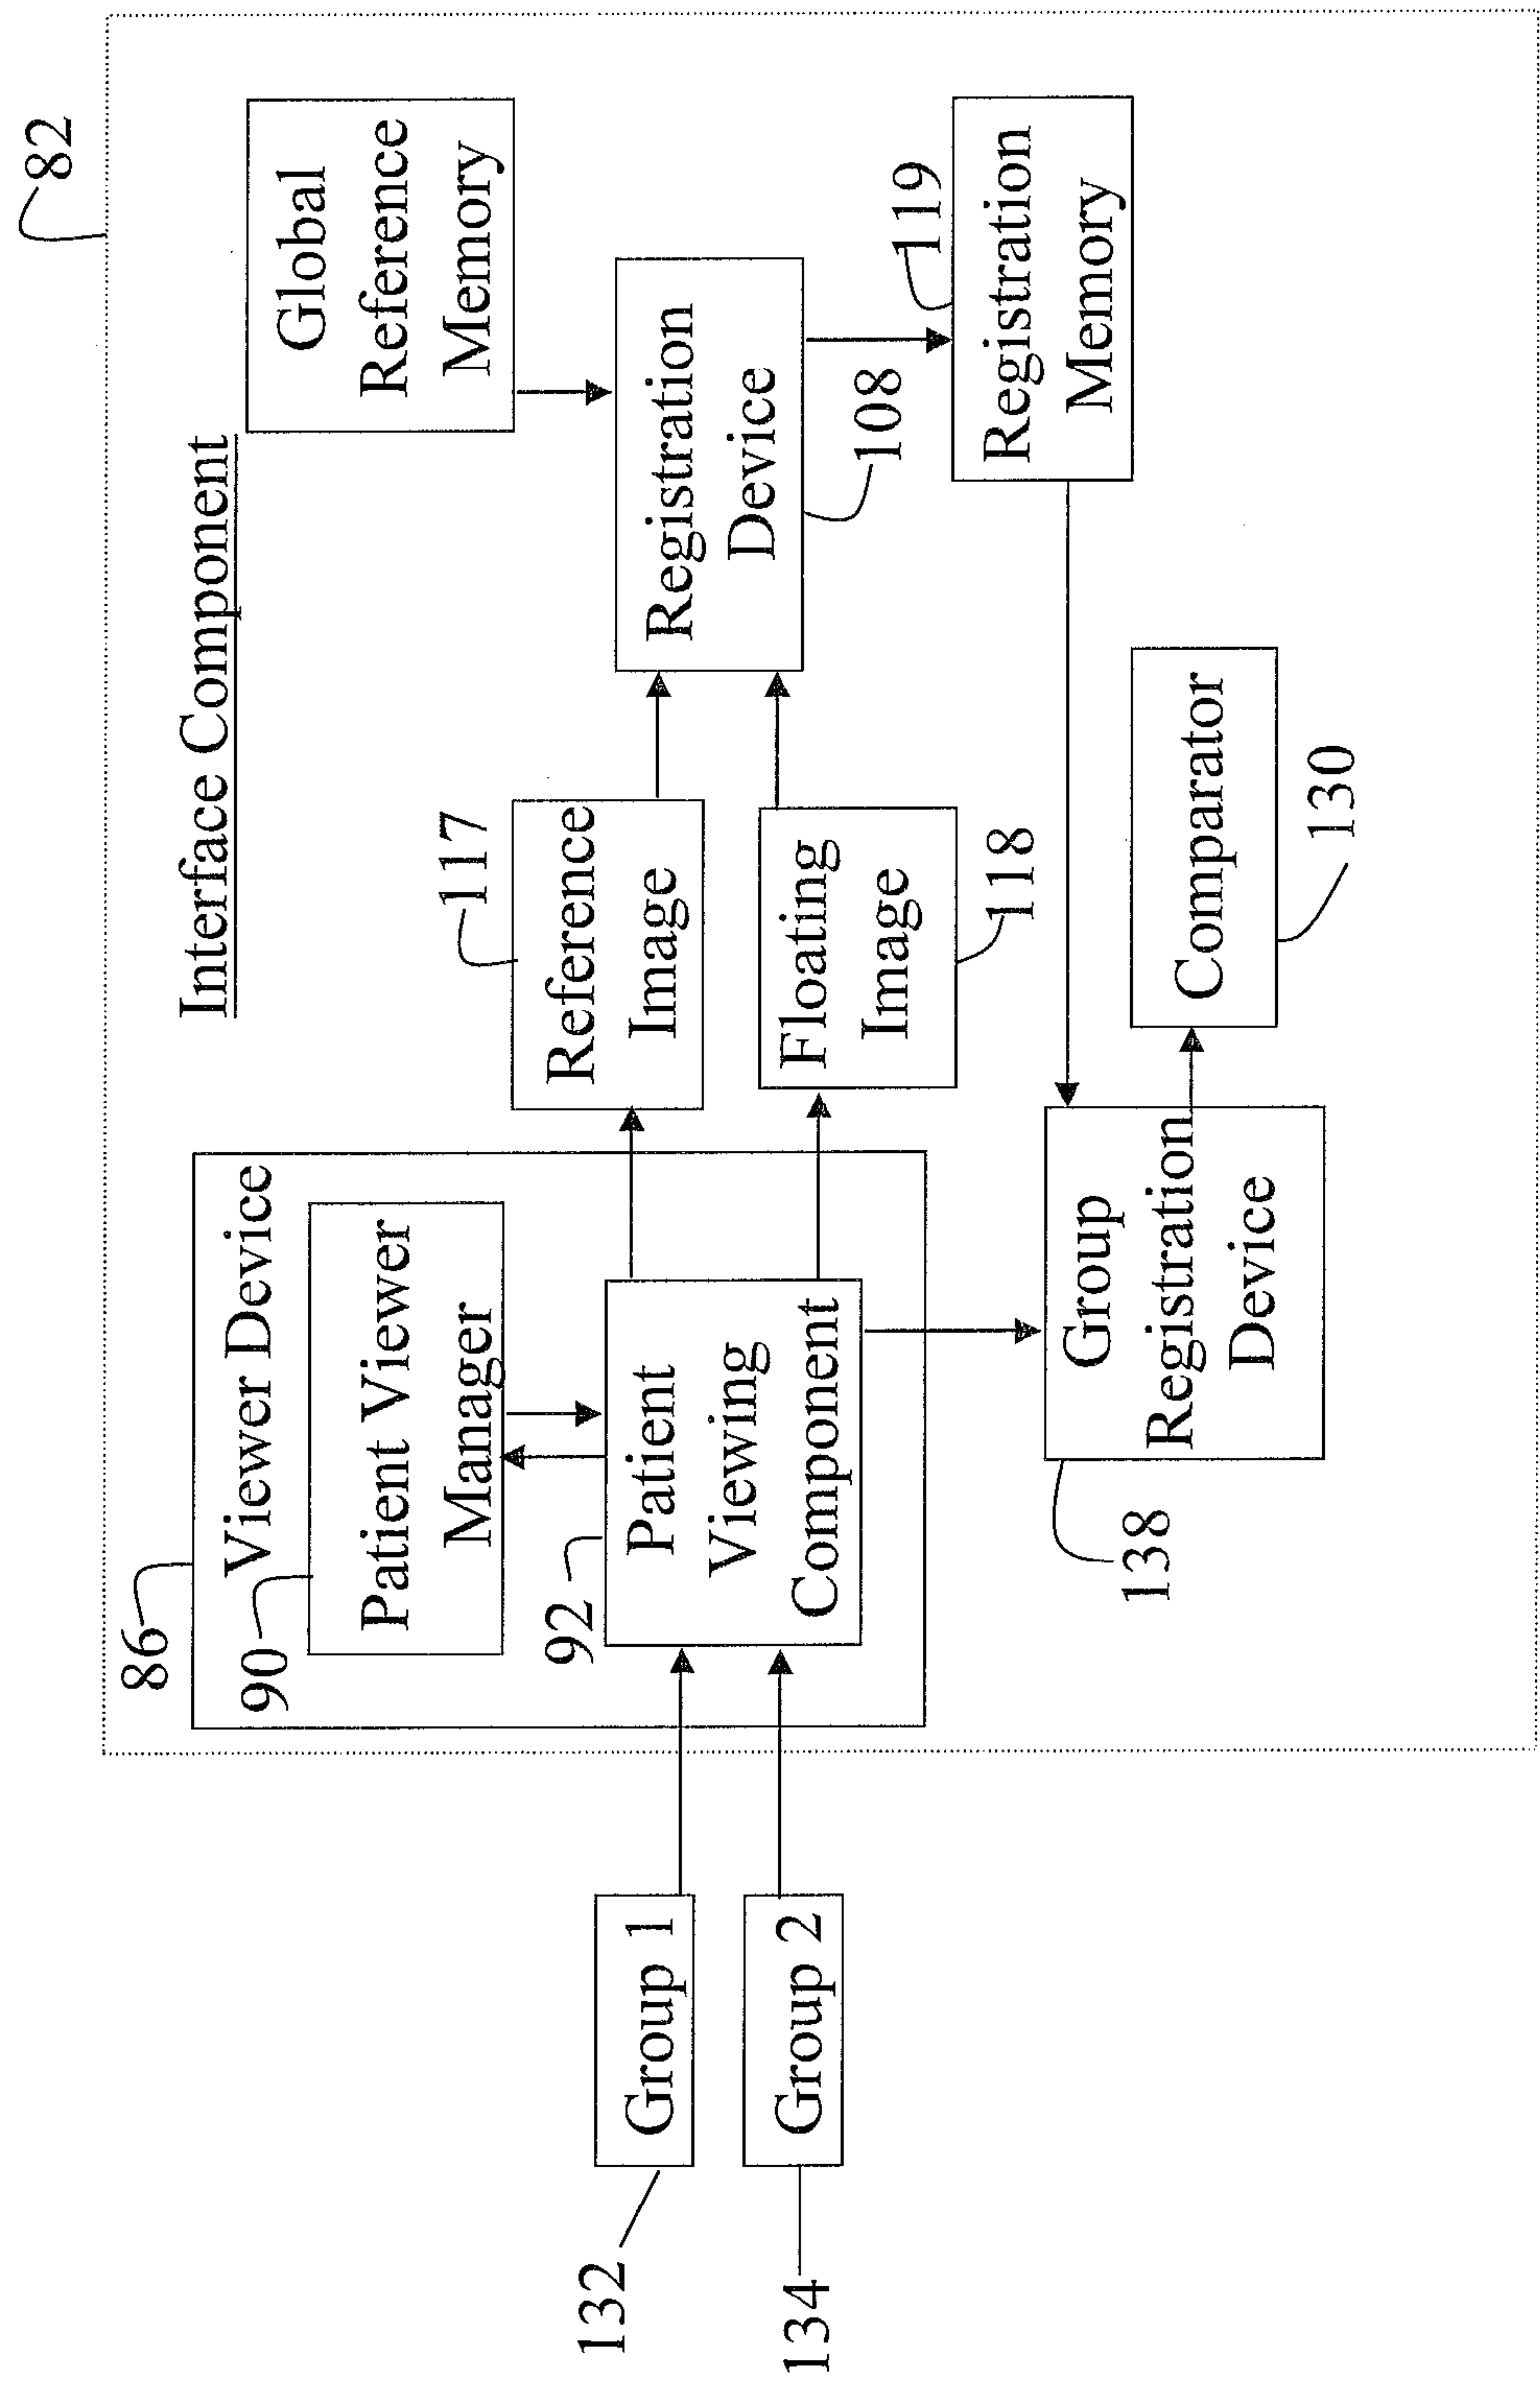 82
Interface Component
Global
Reference
Memory
86
Viewer Device
90
Patient Viewer
Manager
92
Patient
Viewing
Component
117
Reference
Image
Floating
Image
118
Registration
Device
108
119
Registration
Memory
132
Group 1
134
Group 2
138
Group
Registration
Device
Comparator
130